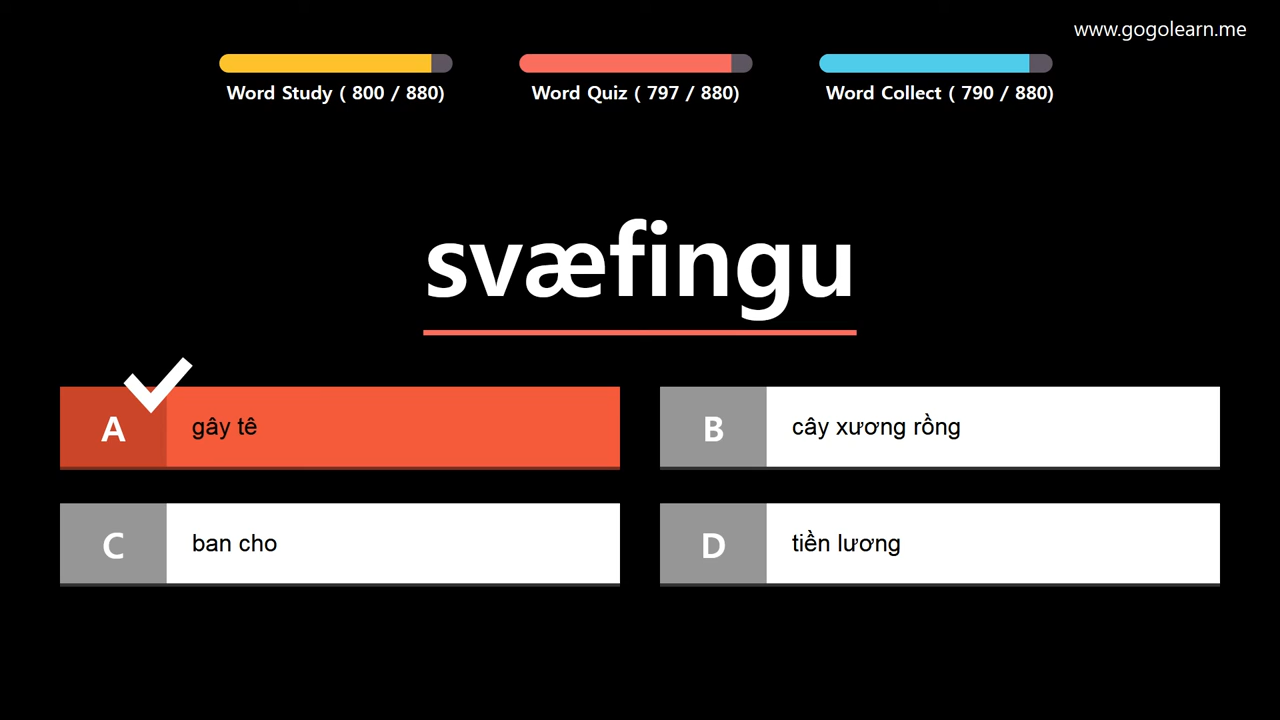 www.gogolearn.me
Word Study ( 800 / 880)
Word Quiz ( 797 / 880)
Word Collect ( 790 / 880)
svæfingu
A gây tê
B cây xương rồng
C ban cho
D tiền lương